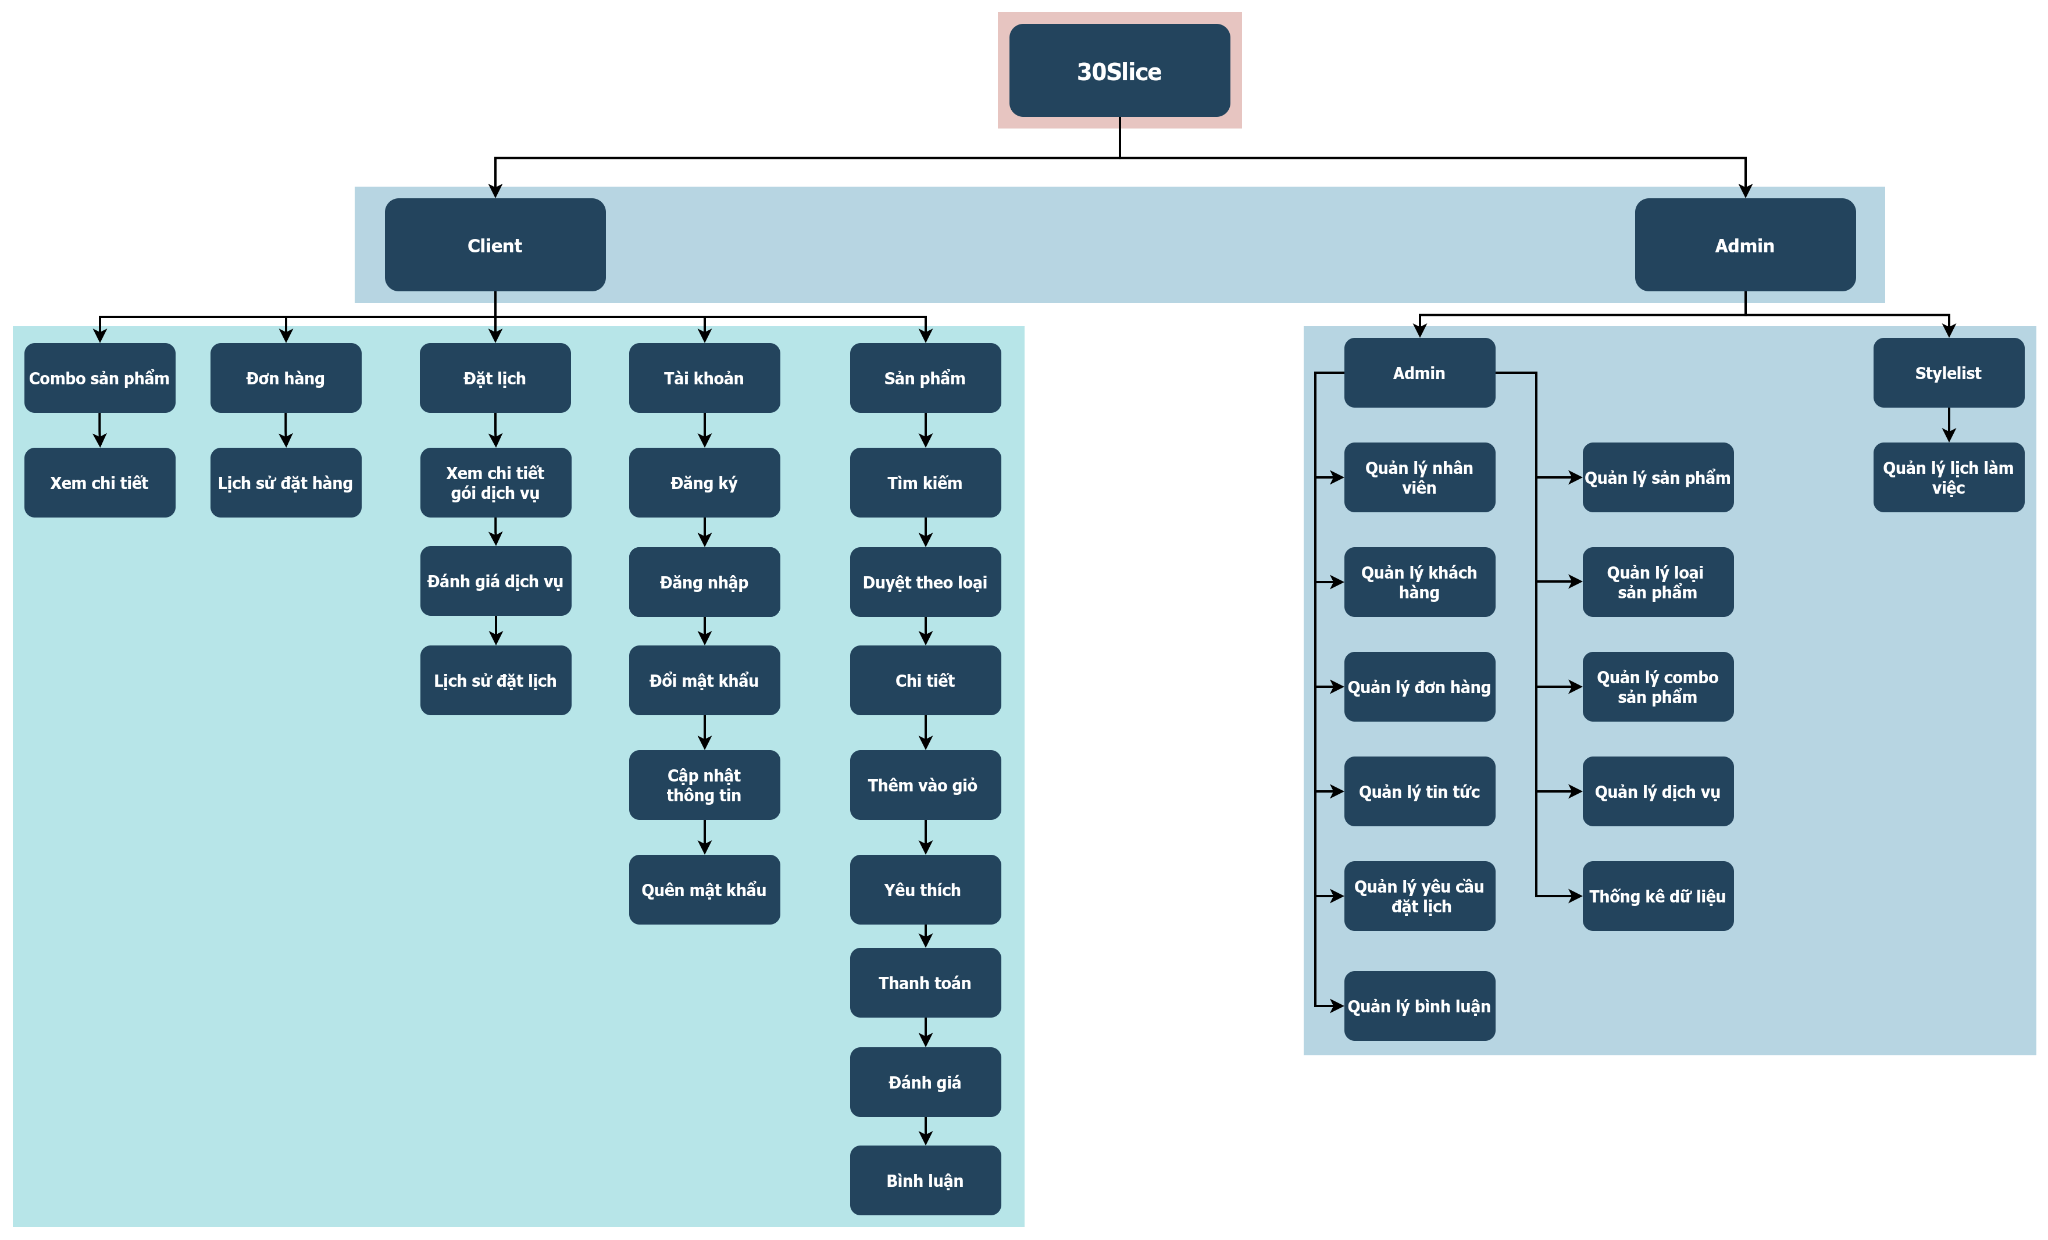 30Slice
Client
Admin
Combo sản phẩm
Đơn hàng
Đặt lịch
Tài khoản
Sản phẩm
Xem chi tiết
Lịch sử đặt hàng
Xem chi tiết
gói dịch vụ
Đăng ký
Tìm kiếm
Đánh giá dịch vụ
Đăng nhập
Duyệt theo loại
Lịch sử đặt lịch
Đổi mật khẩu
Chi tiết
Cập nhật
thông tin
Thêm vào giỏ
Quên mật khẩu
Yêu thích
Thanh toán
Đánh giá
Bình luận
Admin
Stylelist
Quản lý nhân
viên
Quản lý sản phẩm
Quản lý lịch làm
việc
Quản lý khách
hàng
Quản lý loại
sản phẩm
Quản lý đơn hàng
Quản lý combo
sản phẩm
Quản lý tin tức
Quản lý dịch vụ
Quản lý yêu cầu
đặt lịch
Thống kê dữ liệu
Quản lý bình luận